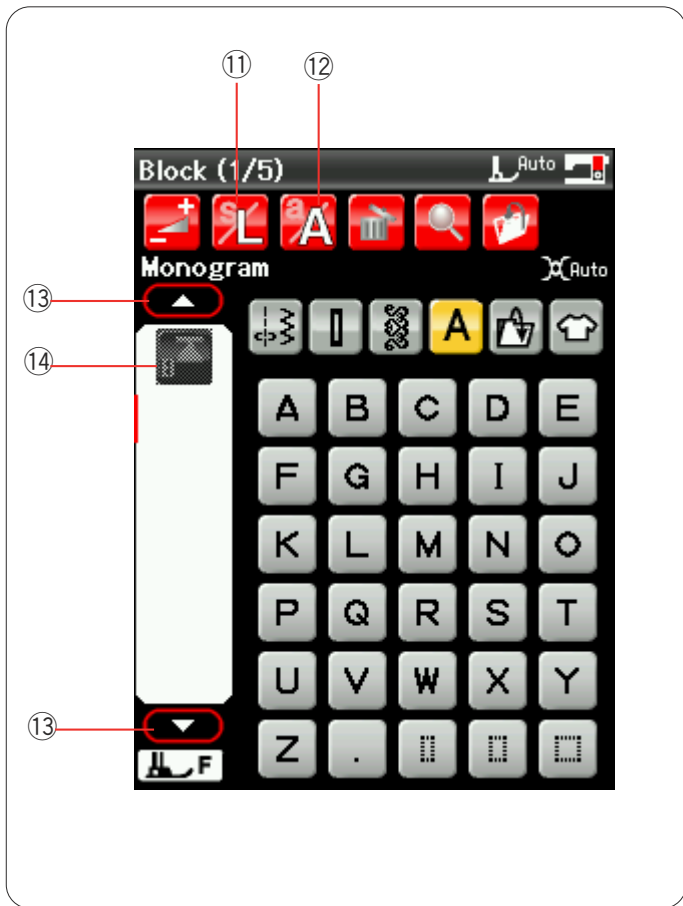 ⑪ ⑫
Block (1/5) Auto
S/L a/A
Monogram Auto
⑬
A
⑭
A B C D E
F G H I J
K L M N O
P Q R S T
U V W X Y
⑬
Z .
F